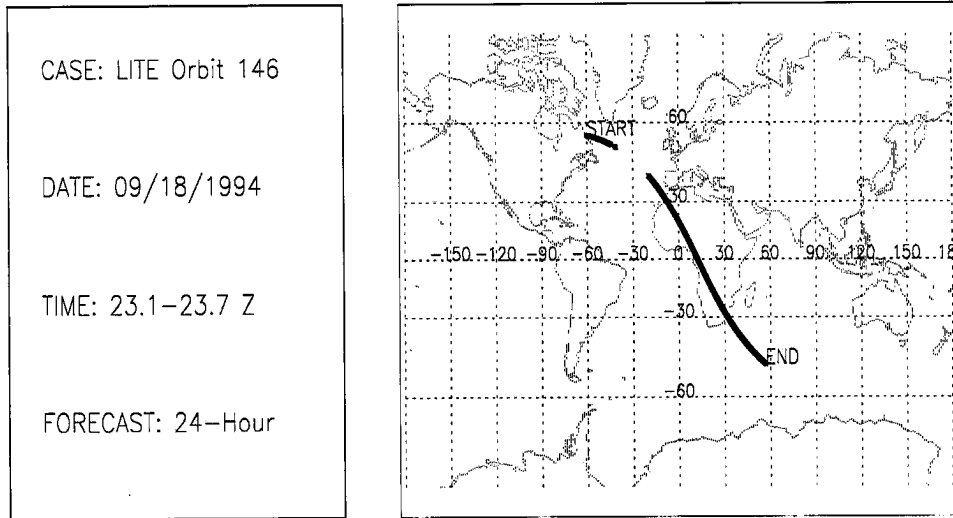 CASE: LITE Orbit 146
DATE: 09/18/1994
TIME: 23.1-23.7 Z
FORECAST: 24-Hour
60
START
30
-150 -120 -90 -60 -30 0 30 60 90 120 150 18
-30
END
-60